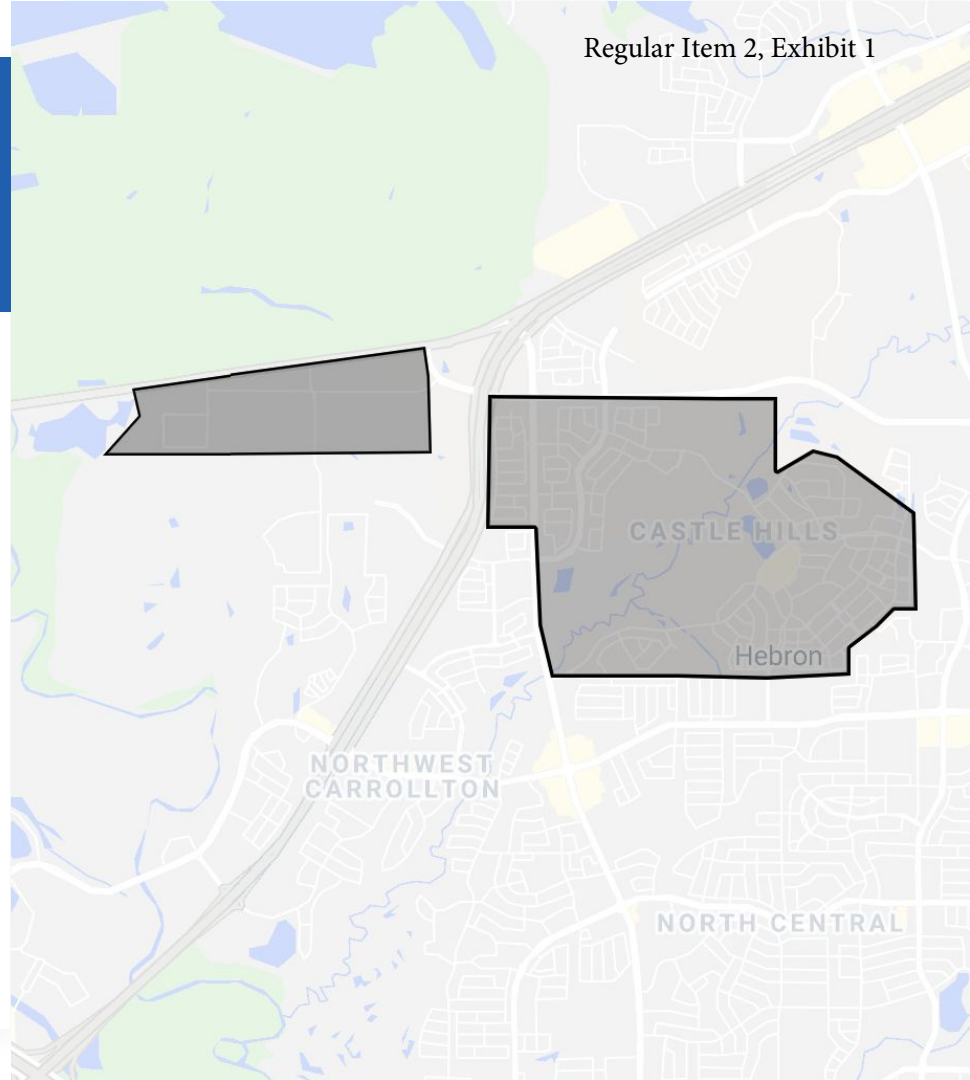 Regular Item 2, Exhibit 1
CASTLE HILLS
Hebron
NORTHWEST
CARROLLTON
NORTH CENTRAL